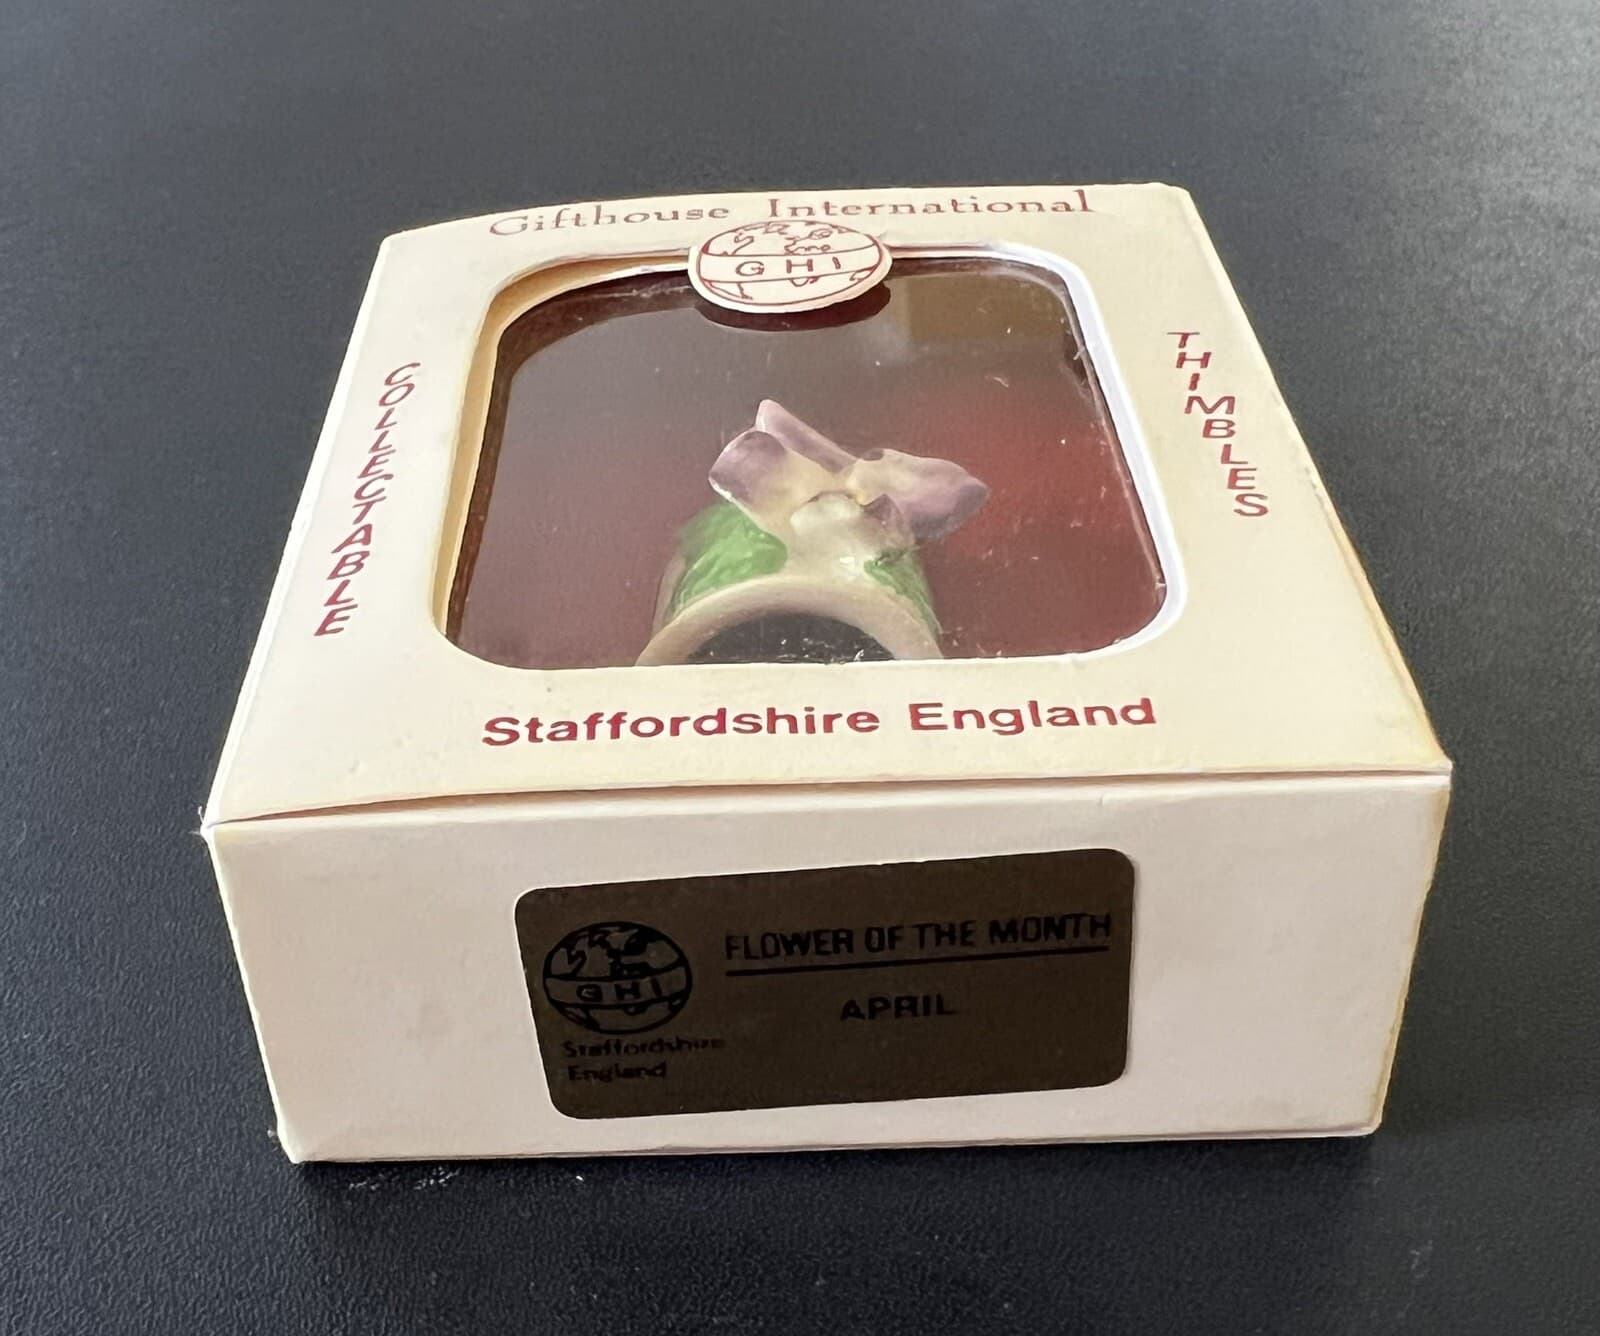 Gifthouse International
GHI
COLLECTABLE
THIMBLES
Staffordshire England
FLOWER OF THE MONTH
APRIL
GHI
Staffordshire
England